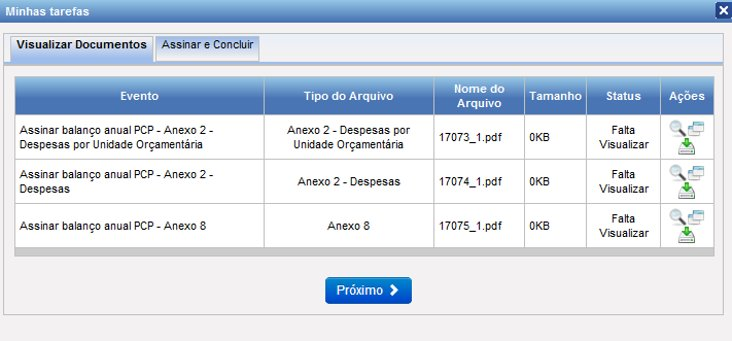 Minhas tarefas
Visualizar Documentos
Assinar e Concluir
Evento
Tipo do Arquivo
Nome do
Arquivo
Tamanho
Status
Ações
Assinar balanço anual PCP - Anexo 2 -
Despesas por Unidade Orçamentária
Anexo 2 - Despesas por
Unidade Orçamentária
17073_1.pdf
0KB
Falta
Visualizar
Assinar balanço anual PCP - Anexo 2 -
Despesas
Anexo 2 - Despesas
17074_1.pdf
0KB
Falta
Visualizar
Assinar balanço anual PCP - Anexo 8
Anexo 8
17075_1.pdf
0KB
Falta
Visualizar
Próximo